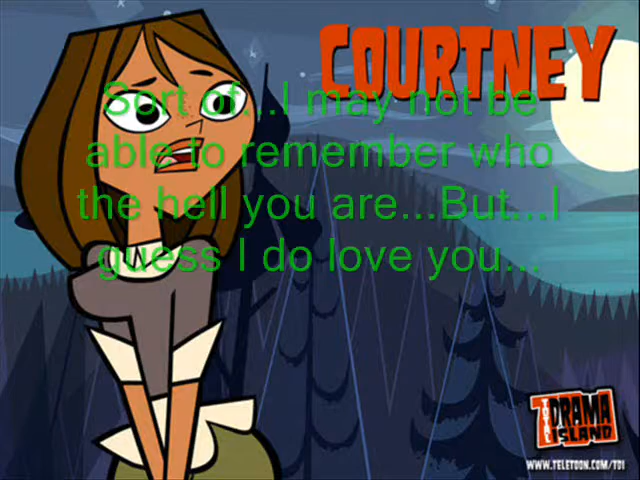 COURTNEY
Sort of...I may not be
able to remember who
the hell you are...But...I
guess I do love you...
TOTAL
DRAMA
ISLAND
WWW.TELETOON.COM/TDI